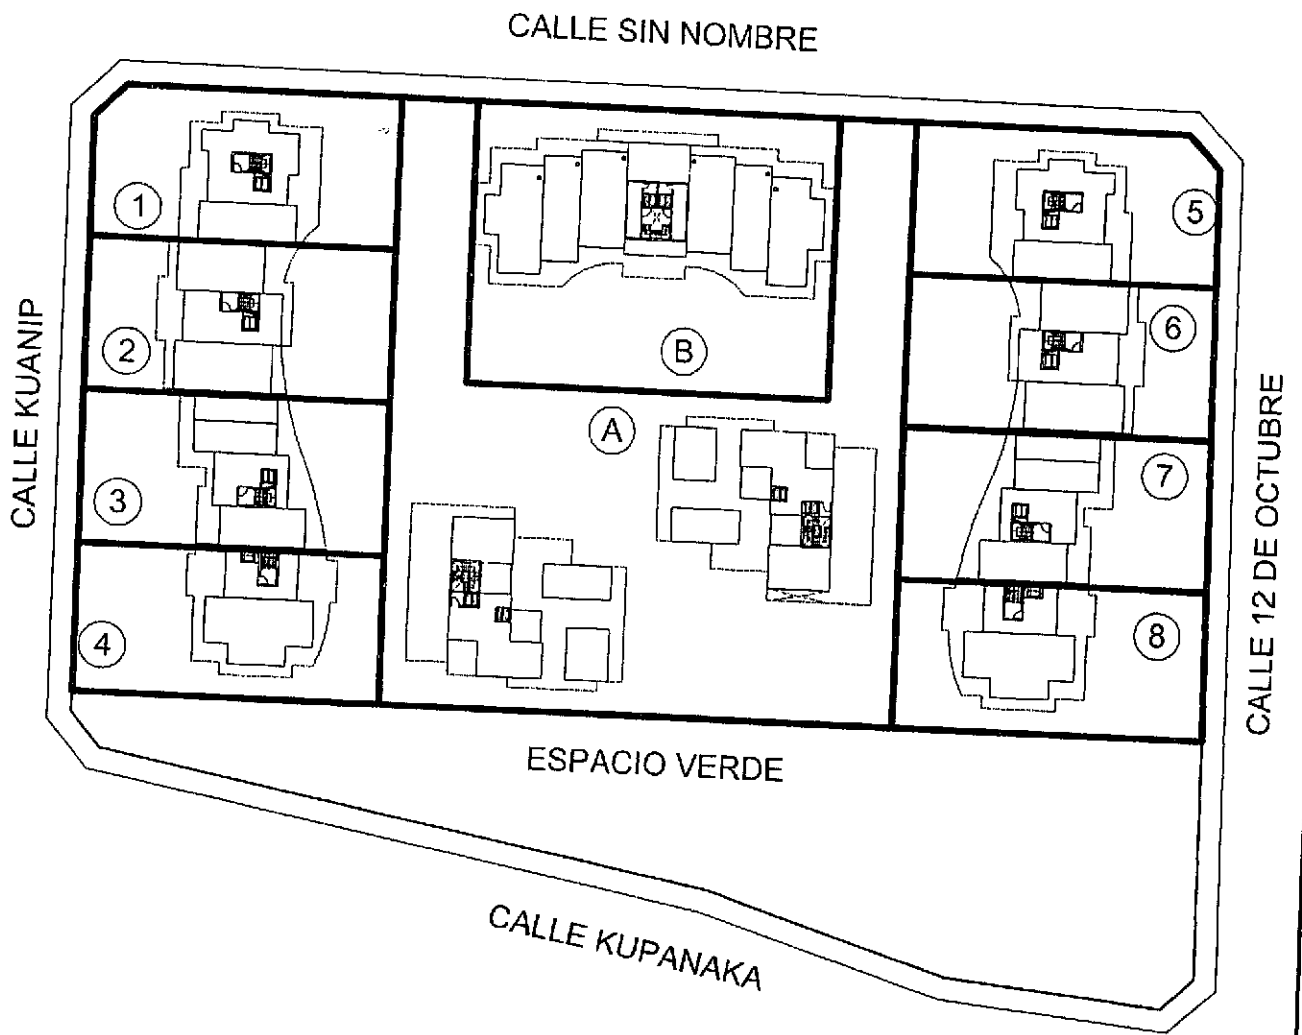 CALLE SIN NOMBRE
1
5
2
6
B
CALLE KUANIP
A
CALLE 12 DE OCTUBRE
3
7
4
8
ESPACIO VERDE
CALLE KUPANAKA